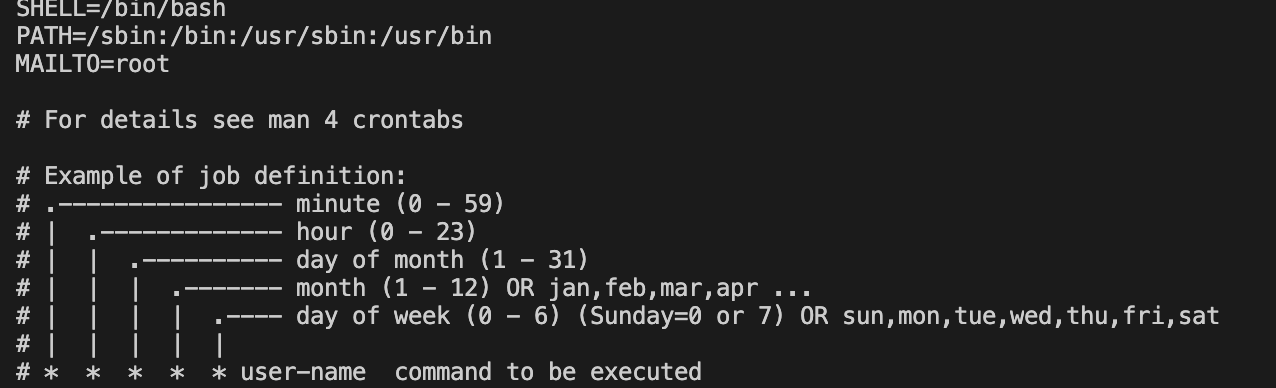 SHELL=/bin/bash
PATH=/sbin:/bin:/usr/sbin:/usr/bin
MAILTO=root

# For details see man 4 crontabs

# Example of job definition:
# .---------------- minute (0 - 59)
# |  .------------- hour (0 - 23)
# |  |  .---------- day of month (1 - 31)
# |  |  |  .------- month (1 - 12) OR jan,feb,mar,apr ...
# |  |  |  |  .---- day of week (0 - 6) (Sunday=0 or 7) OR sun,mon,tue,wed,thu,fri,sat
# |  |  |  |  |
# *  *  *  *  * user-name  command to be executed